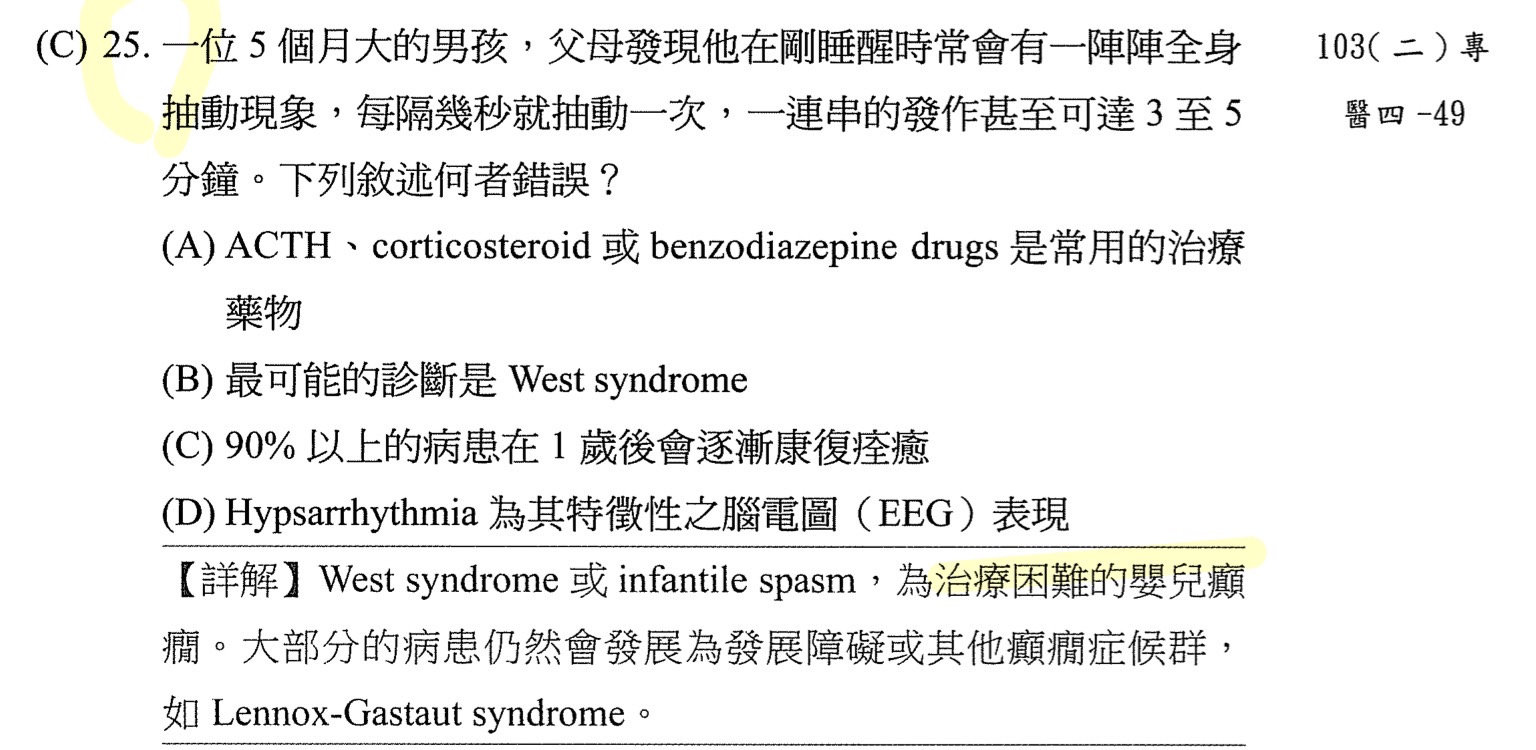 (C) 25. 一位 5 個月大的男孩，父母發現他在剛睡醒時常會有一陣陣全身
103(二)專
抽動現象，每隔幾秒就抽動一次，一連串的發作甚至可達 3 至 5
醫四-49
分鐘。下列敘述何者錯誤？
(A) ACTH、corticosteroid 或 benzodiazepine drugs 是常用的治療
藥物
(B) 最可能的診斷是 West syndrome
(C) 90% 以上的病患在 1 歲後會逐漸康復痊癒
(D) Hypsarrhythmia 為其特徵性之腦電圖（EEG）表現
【詳解】West syndrome 或 infantile spasm，為治療困難的嬰兒癲
癇。大部分的病患仍然會發展為發展障礙或其他癲癇症候群，
如 Lennox-Gastaut syndrome。